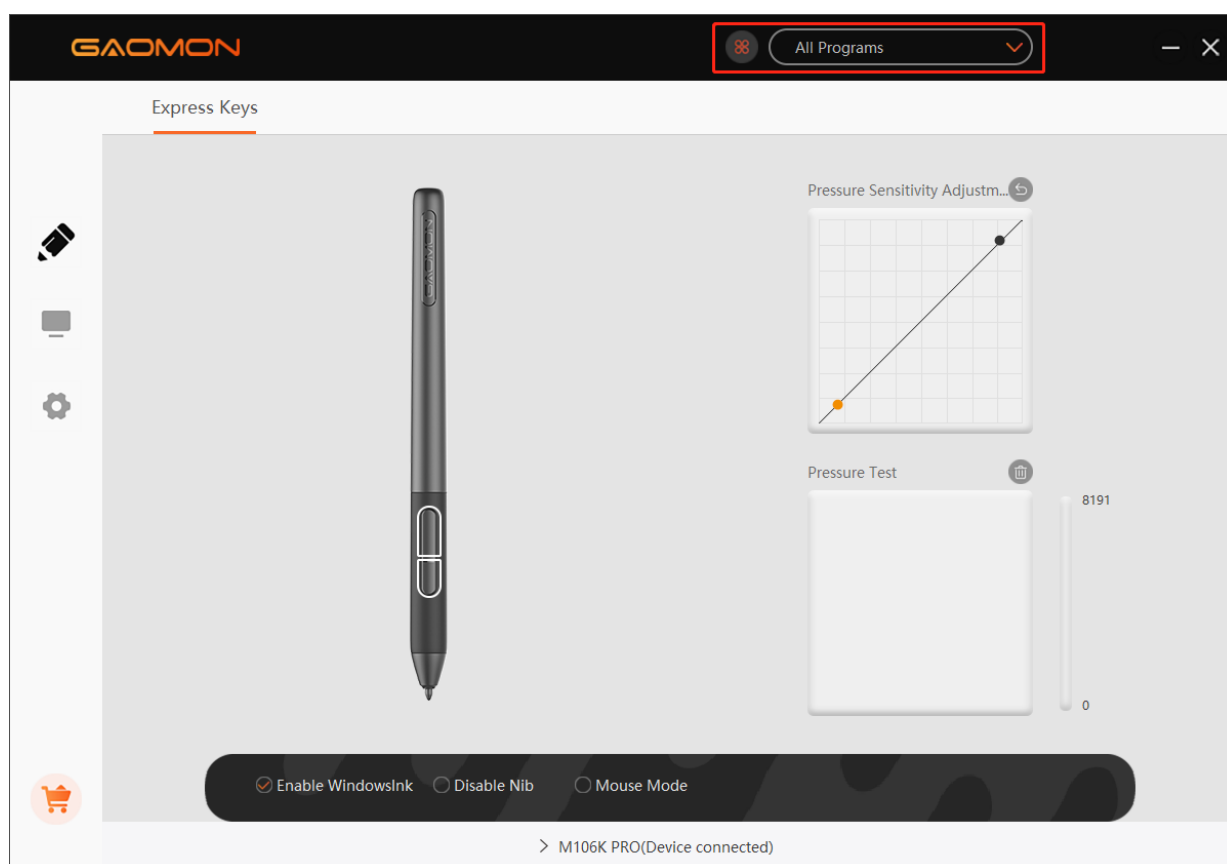 GAOMON
All Programs
Express Keys
GAOMON
Pressure Sensitivity Adjustm...
Pressure Test
8191
0
Enable WindowsInk Disable Nib Mouse Mode
M106K PRO(Device connected)